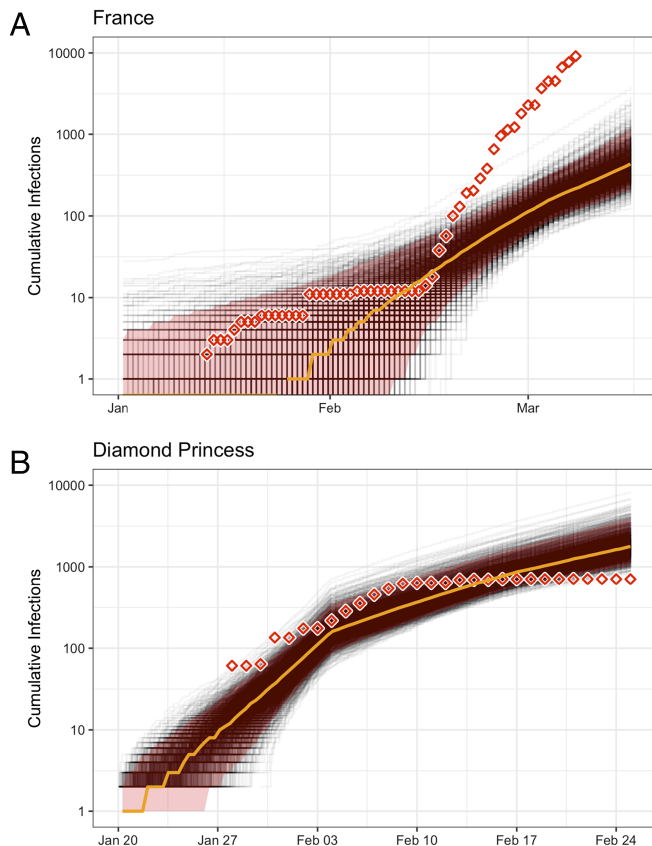 A
France
Cumulative Infections
10000
1000
100
10
1
Jan
Feb
Mar
B
Diamond Princess
Cumulative Infections
10000
1000
100
10
1
Jan 20
Jan 27
Feb 03
Feb 10
Feb 17
Feb 24